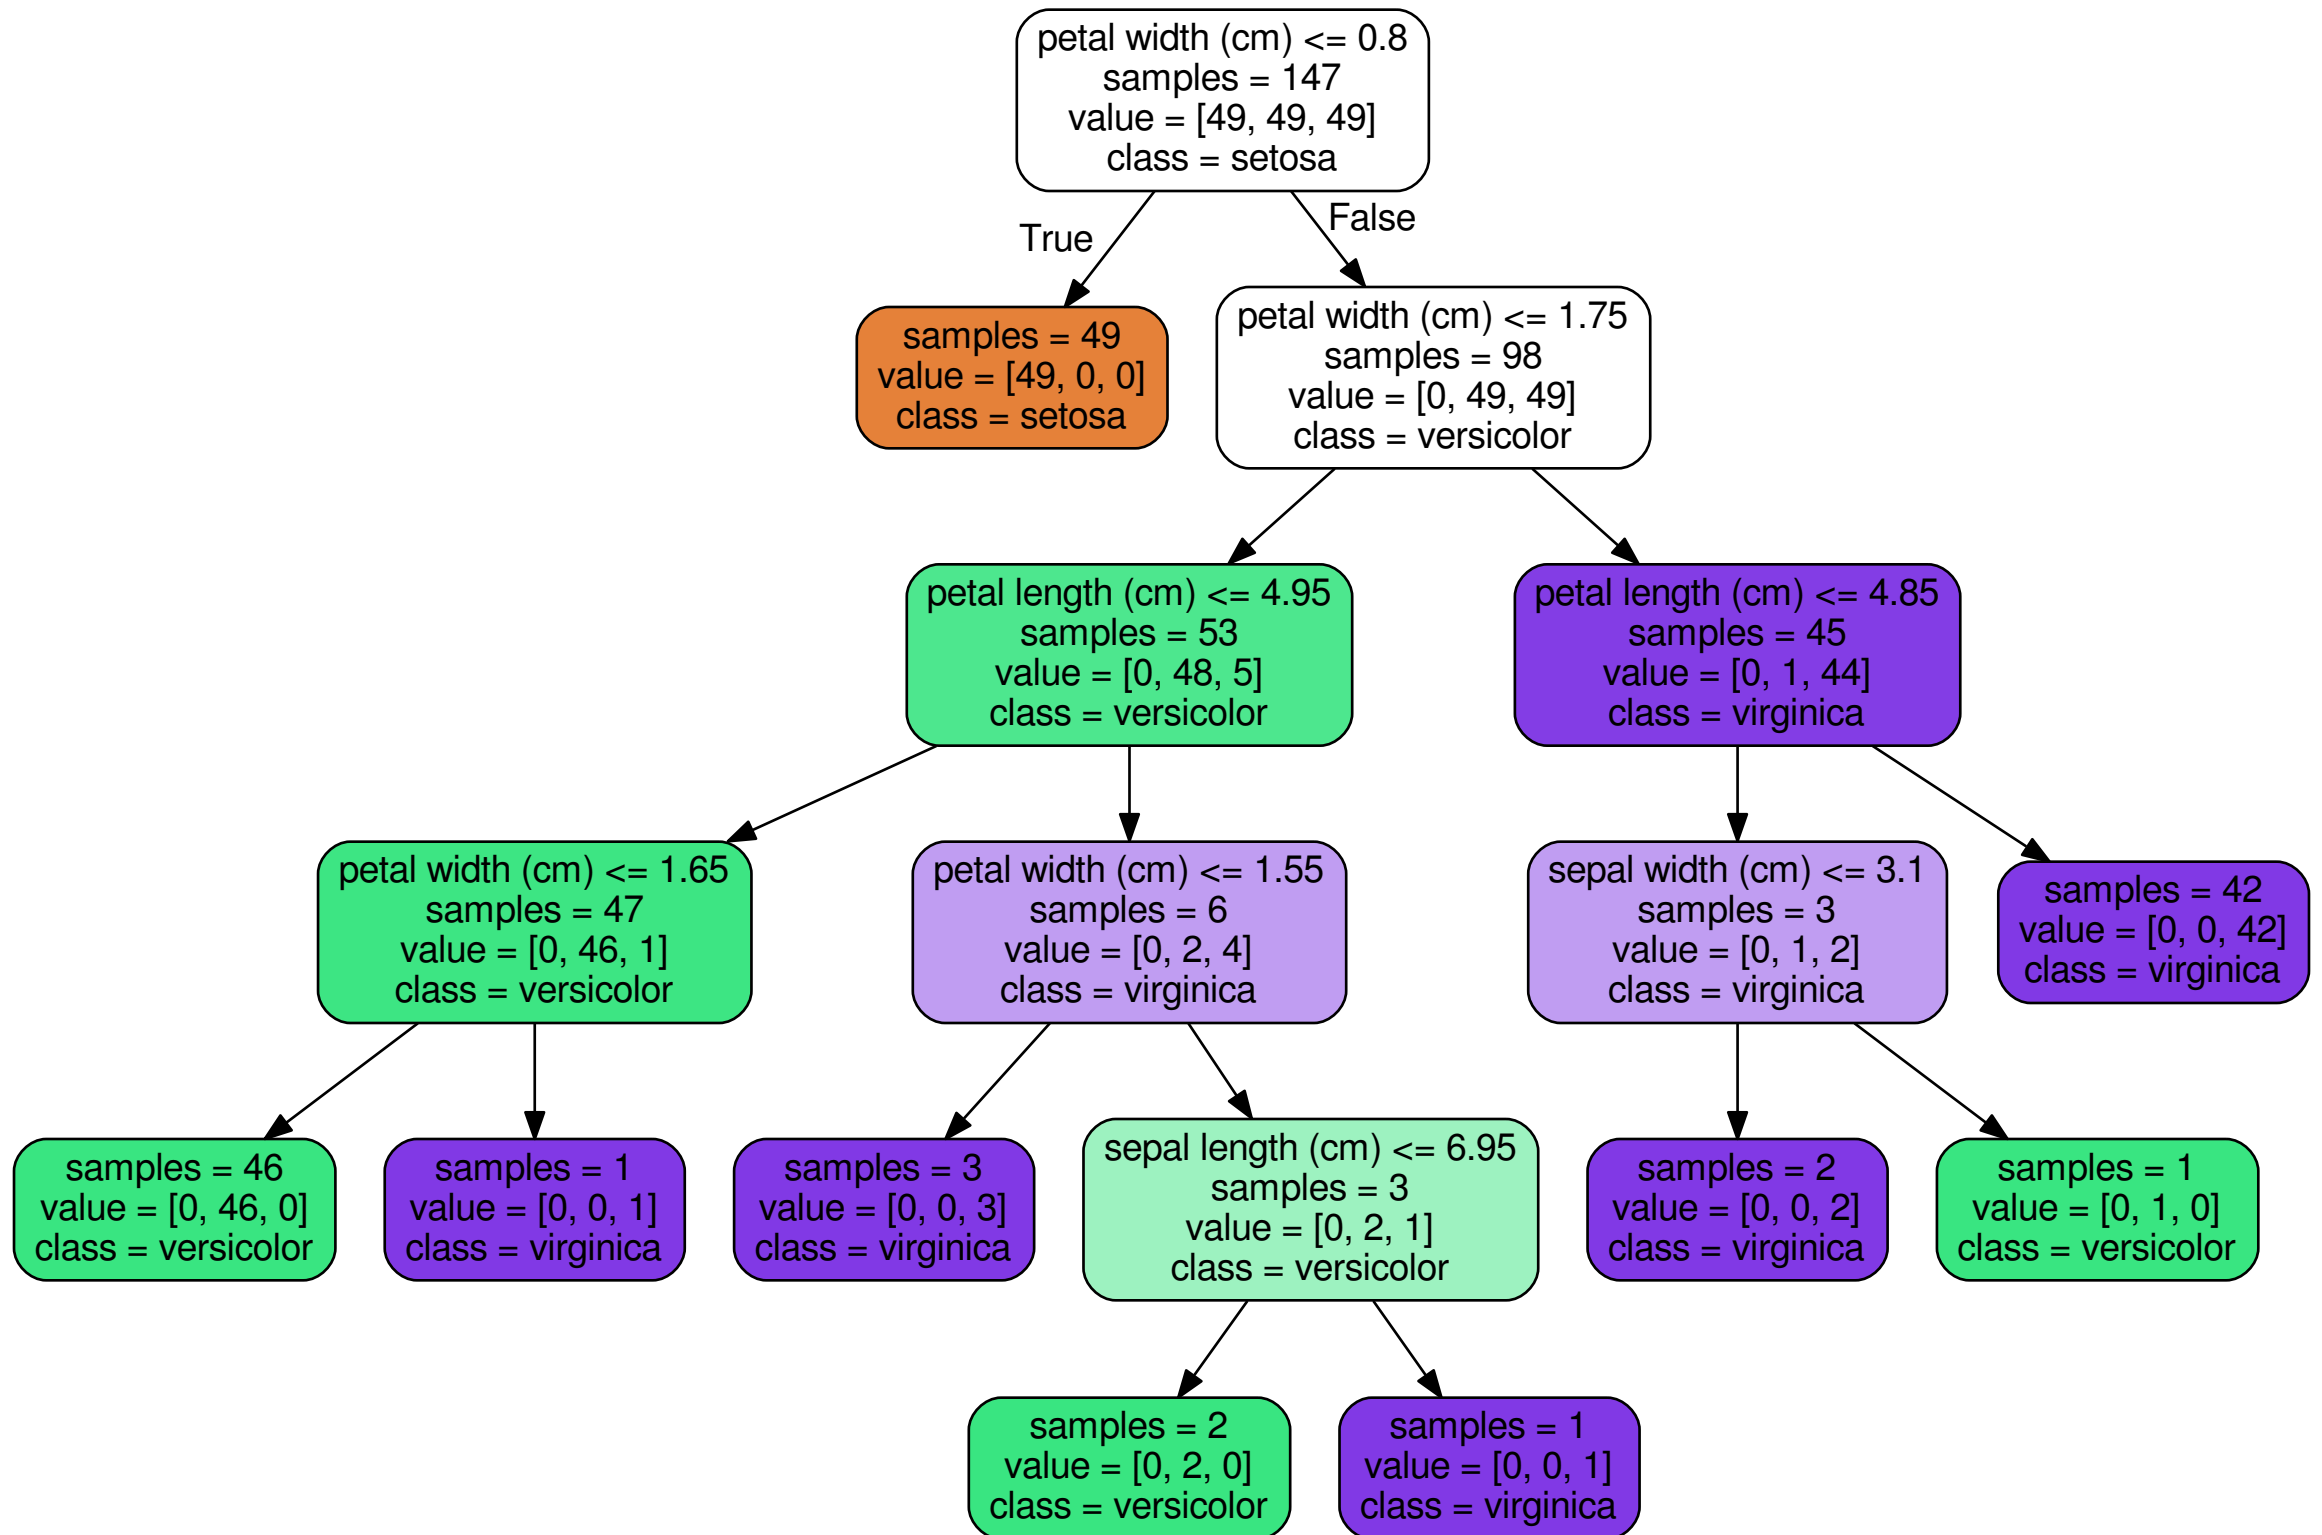 petal width (cm) <= 0.8
samples = 147
value = [49, 49, 49]
class = setosa
True
False
samples = 49
value = [49, 0, 0]
class = setosa
petal width (cm) <= 1.75
samples = 98
value = [0, 49, 49]
class = versicolor
petal length (cm) <= 4.95
samples = 53
value = [0, 48, 5]
class = versicolor
petal length (cm) <= 4.85
samples = 45
value = [0, 1, 44]
class = virginica
petal width (cm) <= 1.65
samples = 47
value = [0, 46, 1]
class = versicolor
petal width (cm) <= 1.55
samples = 6
value = [0, 2, 4]
class = virginica
sepal width (cm) <= 3.1
samples = 3
value = [0, 1, 2]
class = virginica
samples = 42
value = [0, 0, 42]
class = virginica
samples = 46
value = [0, 46, 0]
class = versicolor
samples = 1
value = [0, 0, 1]
class = virginica
samples = 3
value = [0, 0, 3]
class = virginica
sepal length (cm) <= 6.95
samples = 3
value = [0, 2, 1]
class = versicolor
samples = 2
value = [0, 0, 2]
class = virginica
samples = 1
value = [0, 1, 0]
class = versicolor
samples = 2
value = [0, 2, 0]
class = versicolor
samples = 1
value = [0, 0, 1]
class = virginica